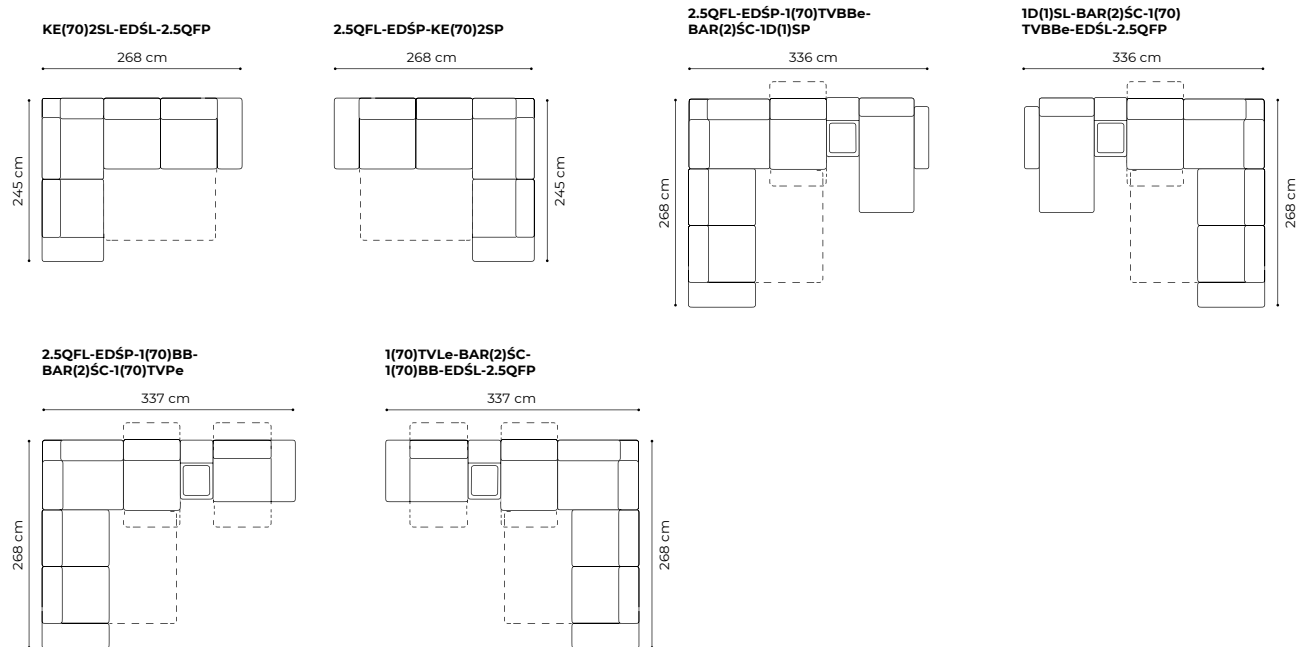 KE(70)2SL-EDŚL-2.5QFP
268 cm
245 cm
2.5QFL-EDŚP-KE(70)2SP
268 cm
245 cm
2.5QFL-EDŚP-1(70)TVBBe-
BAR(2)ŚC-1D(1)SP
336 cm
268 cm
1D(1)SL-BAR(2)ŚC-1(70)
TVBBe-EDŚL-2.5QFP
336 cm
268 cm
2.5QFL-EDŚP-1(70)BB-
BAR(2)ŚC-1(70)TVPe
337 cm
268 cm
1(70)TVLe-BAR(2)ŚC-
1(70)BB-EDŚL-2.5QFP
337 cm
268 cm